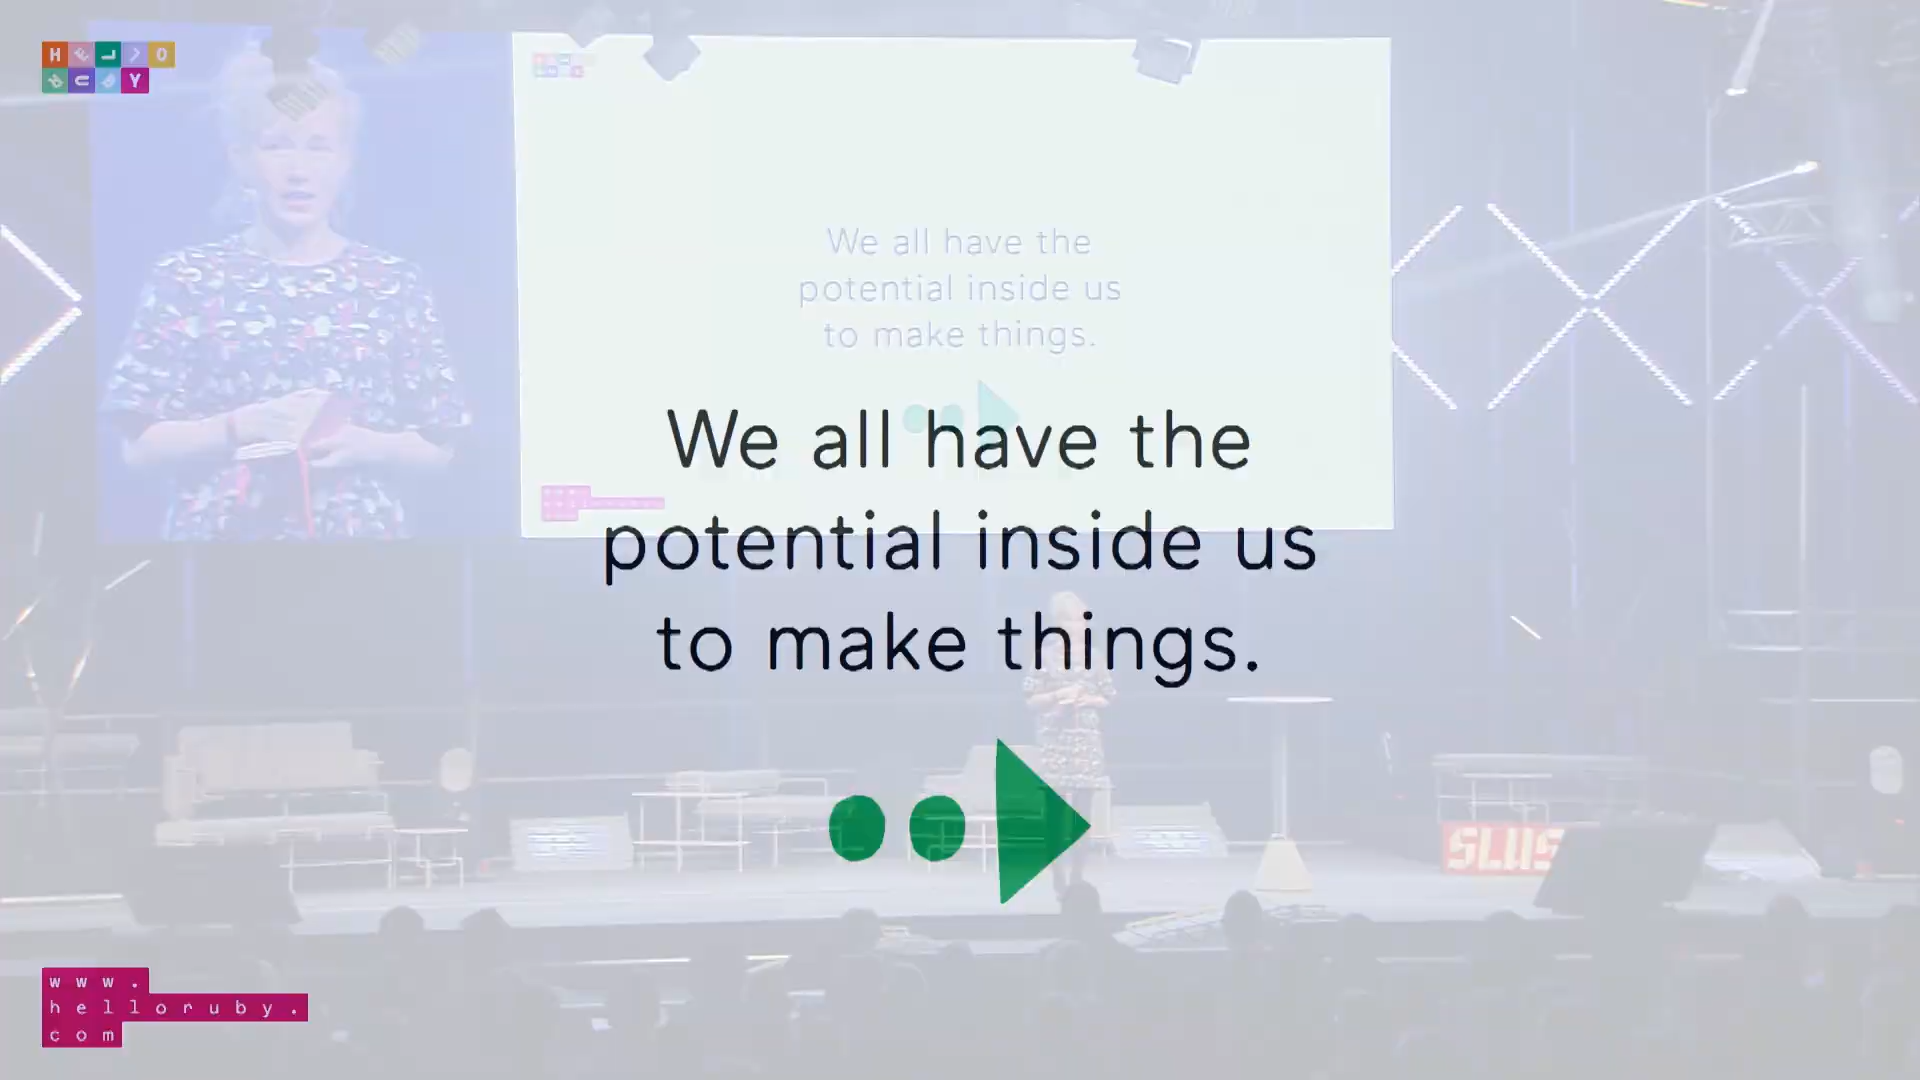 HELLO
RUBY
We all have the
potential inside us
to make things.
We all have the
potential inside us
to make things.
SLUS
www.
helloruby.
com